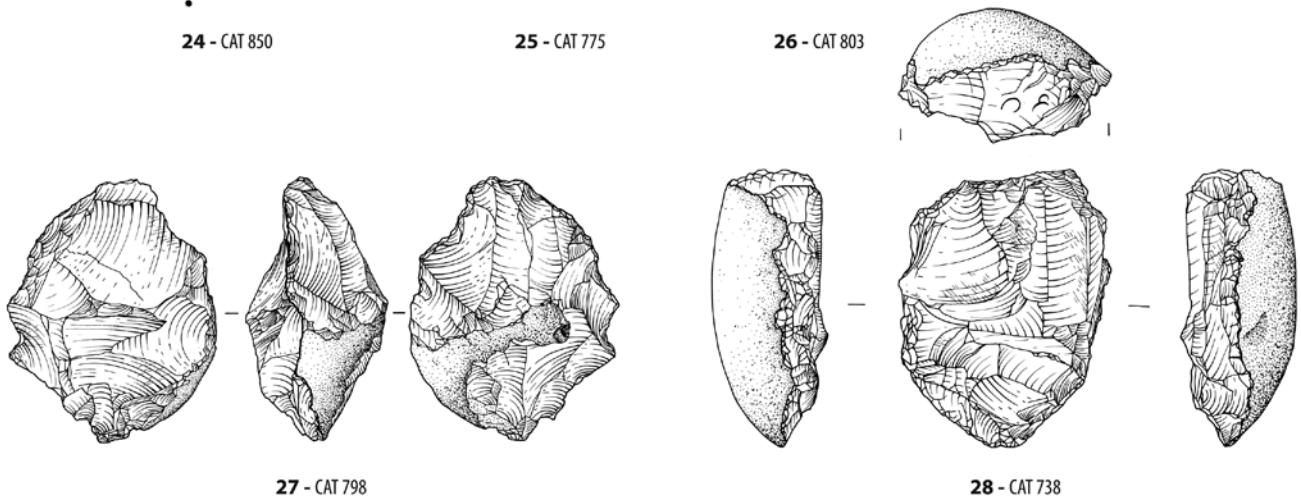 24 - CAT 850
25 - CAT 775
26 - CAT 803
27 - CAT 798
28 - CAT 738